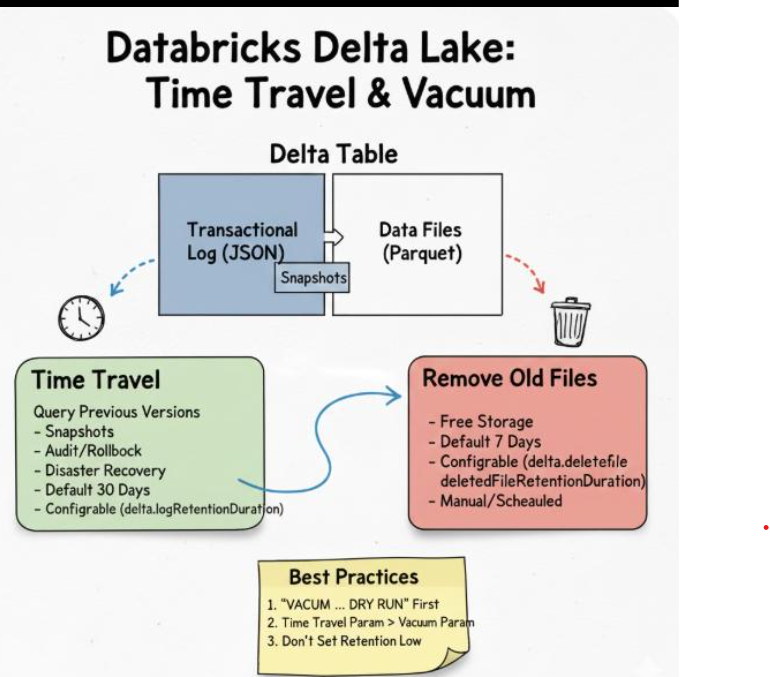 Databricks Delta Lake:
Time Travel & Vacuum
Delta Table
Transactional
Log (JSON)
Snapshots
Data Files
(Parquet)
Time Travel
Query Previous Versions
- Snapshots
- Audit/Rollbock
- Disaster Recovery
- Default 30 Days
- Configrable (delta.logRetentionDuration)
Remove Old Files
- Free Storage
- Default 7 Days
- Configrable (delta.deletefile
deletedFileRetentionDuration)
- Manual/Scheauled
Best Practices
1. "VACUM ... DRY RUN" First
2. Time Travel Param > Vacuum Param
3. Don't Set Retention Low